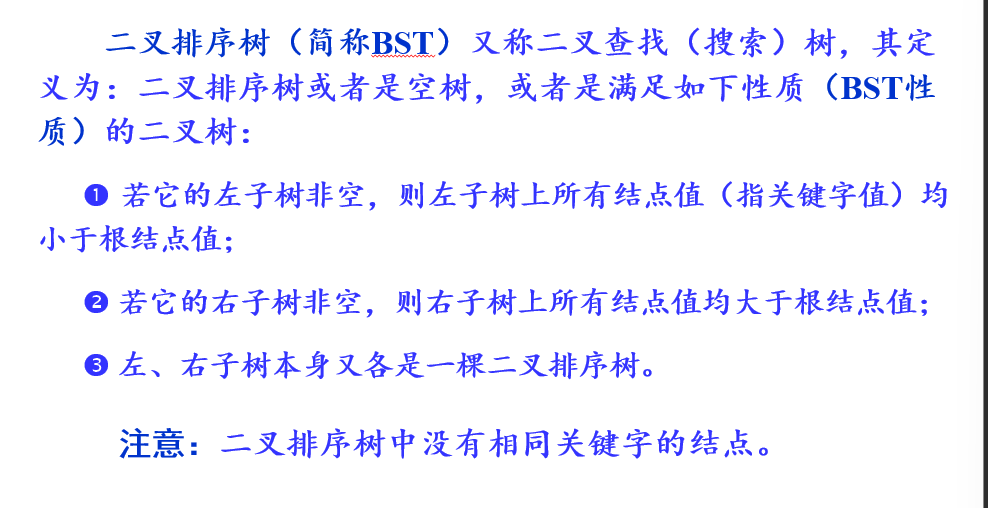 二叉排序树（简称BST）又称二叉查找（搜索）树，其定
义为：二叉排序树或者是空树，或者是满足如下性质（BST性
质）的二叉树：
❶ 若它的左子树非空，则左子树上所有结点值（指关键字值）均
小于根结点值；
❷ 若它的右子树非空，则右子树上所有结点值均大于根结点值；
❸ 左、右子树本身又各是一棵二叉排序树。
注意：二叉排序树中没有相同关键字的结点。